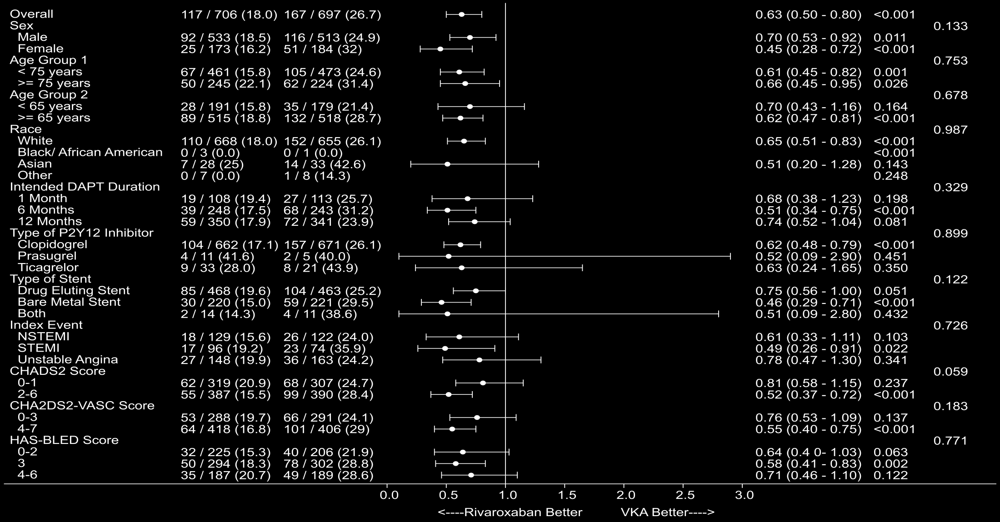 Overall 117 / 706 (18.0) 167 / 697 (26.7) 0.63 (0.50 - 0.80) <0.001
Sex 0.133
Male 92 / 533 (18.5) 116 / 513 (24.9) 0.70 (0.53 - 0.92) 0.011
Female 25 / 173 (16.2) 51 / 184 (32) 0.45 (0.28 - 0.72) <0.001
Age Group 1 0.753
< 75 years 67 / 461 (15.8) 105 / 473 (24.6) 0.61 (0.45 - 0.82) 0.001
>= 75 years 50 / 245 (22.1) 62 / 224 (31.4) 0.66 (0.45 - 0.95) 0.026
Age Group 2 0.678
< 65 years 28 / 191 (15.8) 35 / 179 (21.4) 0.70 (0.43 - 1.16) 0.164
>= 65 years 89 / 515 (18.8) 132 / 518 (28.7) 0.62 (0.47 - 0.81) <0.001
Race 0.987
White 110 / 668 (18.0) 152 / 655 (26.1) 0.65 (0.51 - 0.83) <0.001
Black/ African American 0 / 3 (0.0) 0 / 1 (0.0) <0.001
Asian 7 / 28 (25) 14 / 33 (42.6) 0.51 (0.20 - 1.28) 0.143
Other 0 / 7 (0.0) 1 / 8 (14.3) 0.248
Intended DAPT Duration 0.329
1 Month 19 / 108 (19.4) 27 / 113 (25.7) 0.68 (0.38 - 1.23) 0.198
6 Months 39 / 248 (17.5) 68 / 243 (31.2) 0.51 (0.34 - 0.75) <0.001
12 Months 59 / 350 (17.9) 72 / 341 (23.9) 0.74 (0.52 - 1.04) 0.081
Type of P2Y12 Inhibitor 0.899
Clopidogrel 104 / 662 (17.1) 157 / 671 (26.1) 0.62 (0.48 - 0.79) <0.001
Prasugrel 4 / 11 (41.6) 2 / 5 (40.0) 0.52 (0.09 - 2.90) 0.451
Ticagrelor 9 / 33 (28.0) 8 / 21 (43.9) 0.63 (0.24 - 1.65) 0.350
Type of Stent 0.122
Drug Eluting Stent 85 / 468 (19.6) 104 / 463 (25.2) 0.75 (0.56 - 1.00) 0.051
Bare Metal Stent 30 / 220 (15.0) 59 / 221 (29.5) 0.46 (0.29 - 0.71) <0.001
Both 2 / 14 (14.3) 4 / 11 (38.6) 0.51 (0.09 - 2.80) 0.432
Index Event 0.726
NSTEMI 18 / 129 (15.6) 26 / 122 (24.0) 0.61 (0.33 - 1.11) 0.103
STEMI 17 / 96 (19.2) 23 / 74 (35.9) 0.49 (0.26 - 0.91) 0.022
Unstable Angina 27 / 148 (19.9) 36 / 163 (24.2) 0.78 (0.47 - 1.30) 0.341
CHADS2 Score 0.059
0-1 62 / 319 (20.9) 68 / 307 (24.7) 0.81 (0.58 - 1.15) 0.237
2-6 55 / 387 (15.5) 99 / 390 (28.4) 0.52 (0.37 - 0.72) <0.001
CHA2DS2-VASC Score 0.183
0-3 53 / 288 (19.7) 66 / 291 (24.1) 0.76 (0.53 - 1.09) 0.137
4-7 64 / 418 (16.8) 101 / 406 (29) 0.55 (0.40 - 0.75) <0.001
HAS-BLED Score 0.771
0-2 32 / 225 (15.3) 40 / 206 (21.9) 0.64 (0.4 0- 1.03) 0.063
3 50 / 294 (18.3) 78 / 302 (28.8) 0.58 (0.41 - 0.83) 0.002
4-6 35 / 187 (20.7) 49 / 189 (28.6) 0.71 (0.46 - 1.10) 0.122
0.0 0.5 1.0 1.5 2.0 2.5 3.0
<----Rivaroxaban Better VKA Better---->